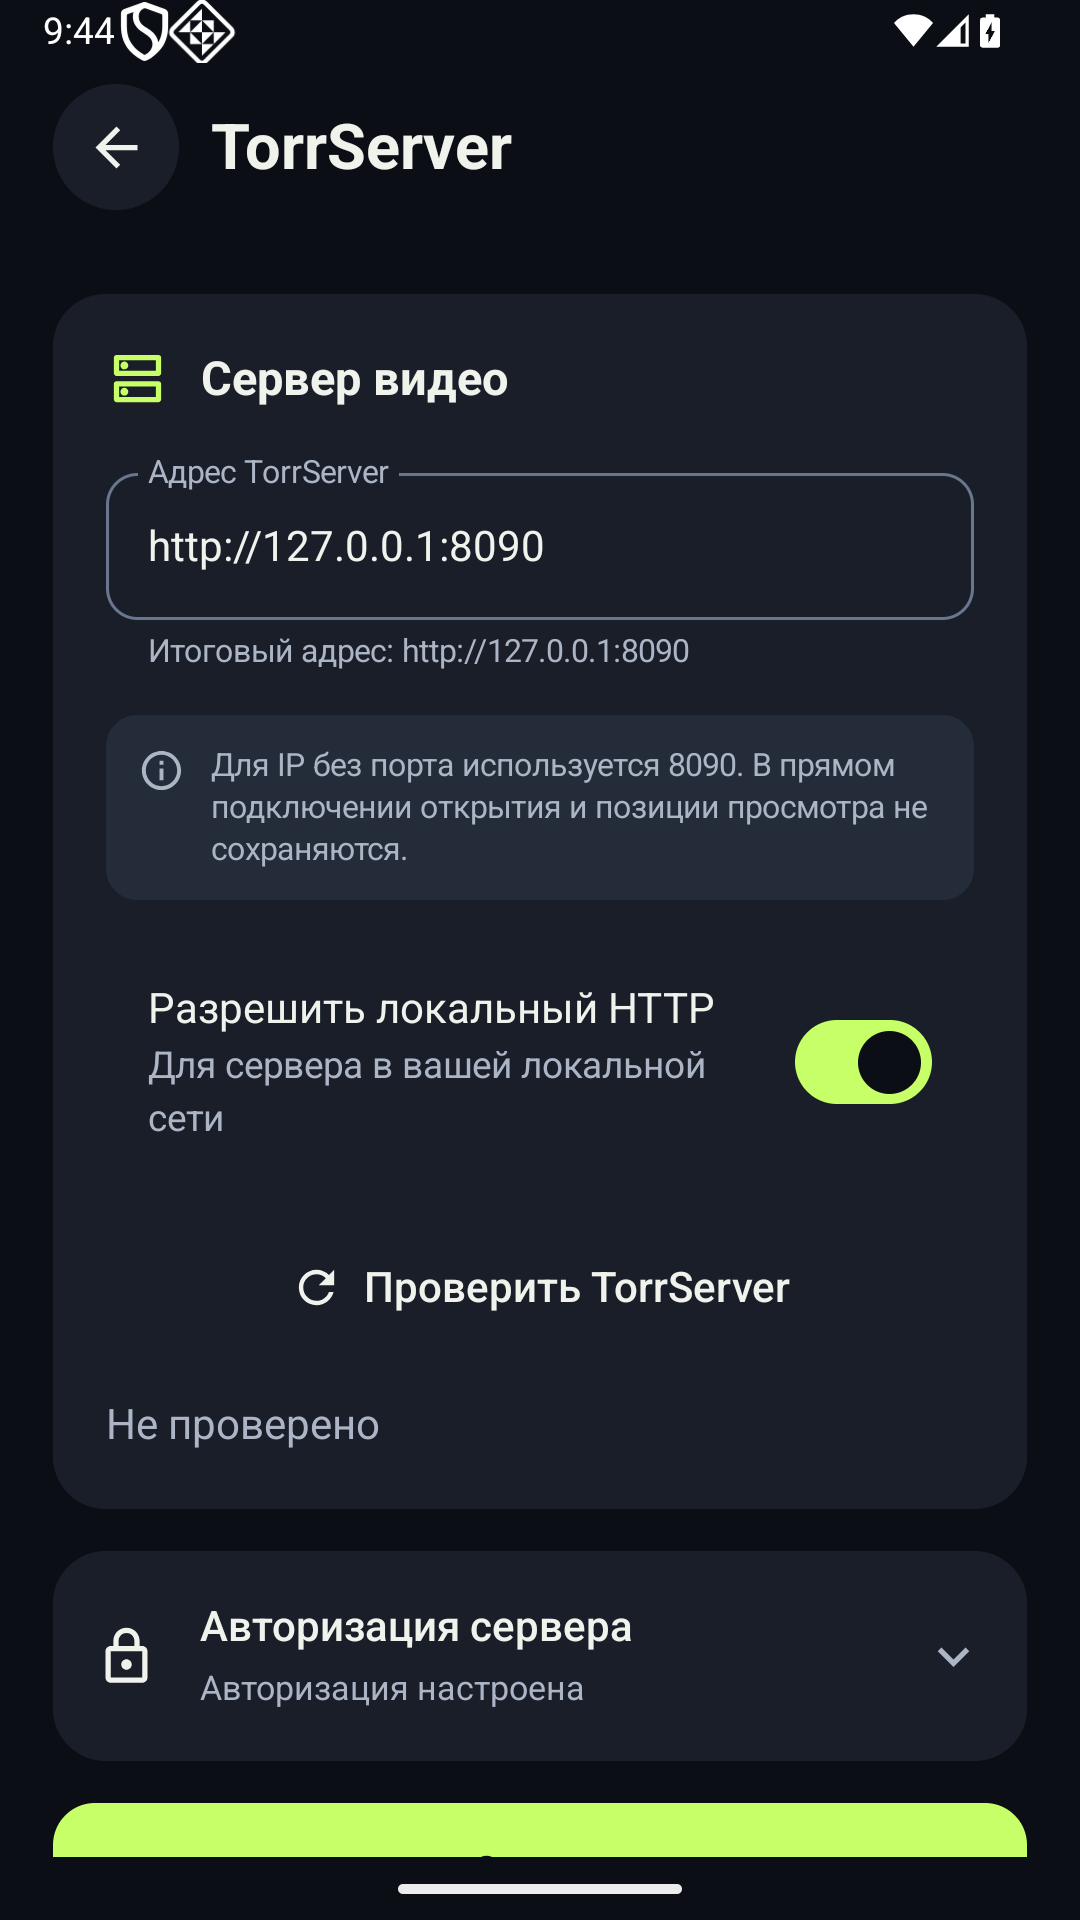 9:44
TorrServer
Сервер видео
Адрес TorrServer
http://127.0.0.1:8090
Итоговый адрес: http://127.0.0.1:8090
Для IP без порта используется 8090. В прямом
подключении открытия и позиции просмотра не
сохраняются.
Разрешить локальный HTTP
Для сервера в вашей локальной
сети
Проверить TorrServer
Не проверено
Авторизация сервера
Авторизация настроена